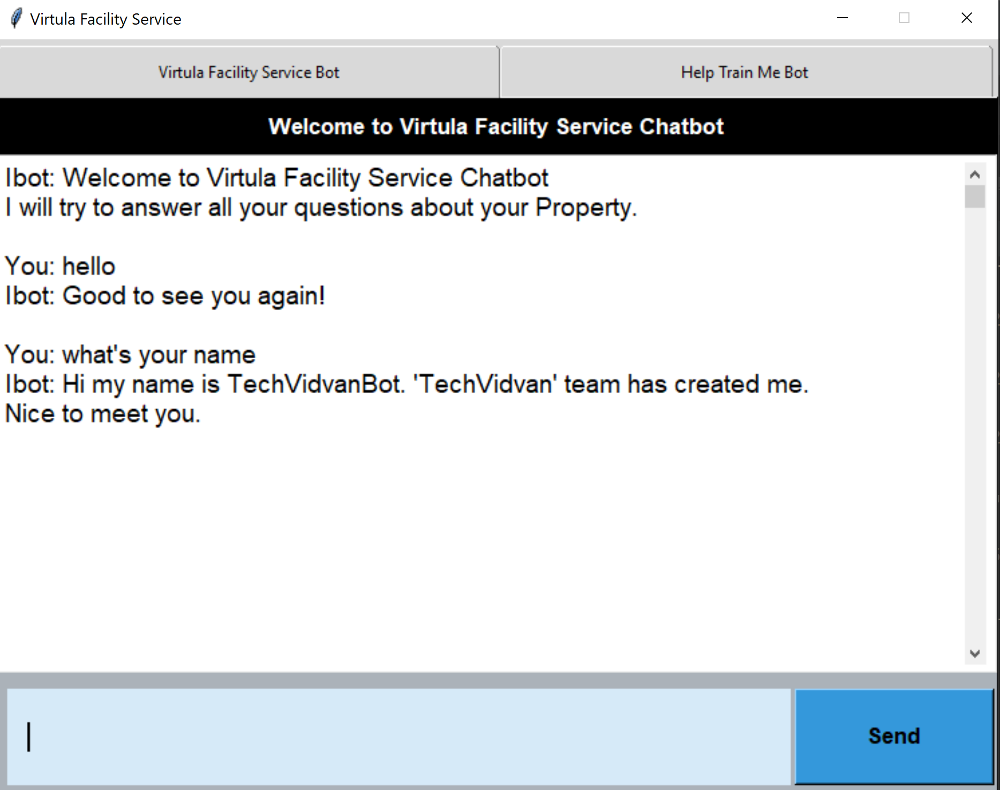 Virtula Facility Service
Virtula Facility Service Bot
Help Train Me Bot
Welcome to Virtula Facility Service Chatbot
Ibot: Welcome to Virtula Facility Service Chatbot
I will try to answer all your questions about your Property.
You: hello
Ibot: Good to see you again!
You: what's your name
Ibot: Hi my name is TechVidvanBot. 'TechVidvan' team has created me.
Nice to meet you.
Send